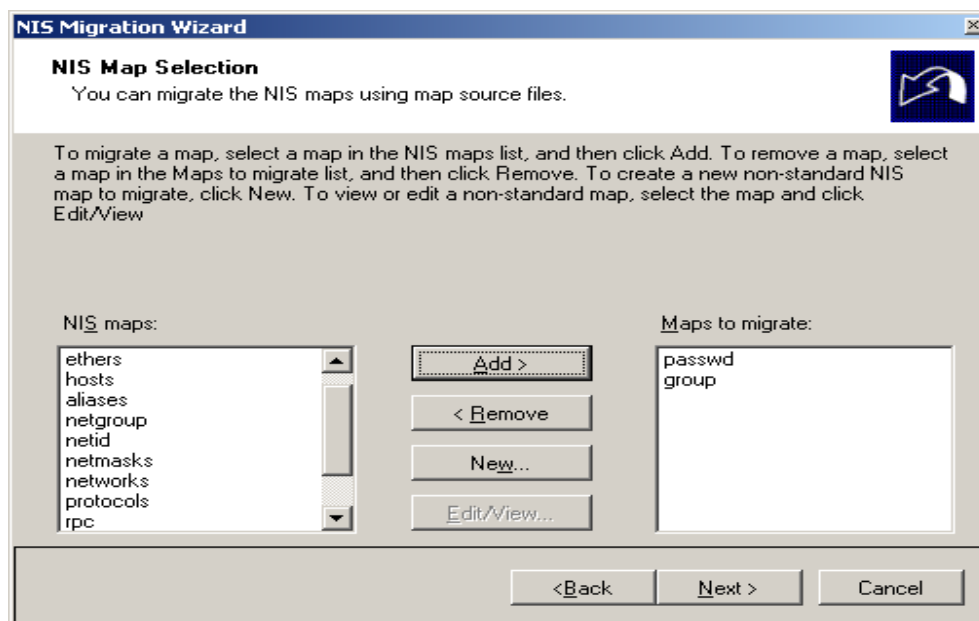 NIS Migration Wizard
NIS Map Selection
You can migrate the NIS maps using map source files.
To migrate a map, select a map in the NIS maps list, and then click Add. To remove a map, select
a map in the Maps to migrate list, and then click Remove. To create a new non-standard NIS
map to migrate, click New. To view or edit a non-standard map, select the map and click
Edit/View
NIS maps:
ethers
hosts
aliases
netgroup
netid
netmasks
networks
protocols
rpc
Add >
< Remove
New...
Edit/View...
Maps to migrate:
passwd
group
<Back
Next >
Cancel